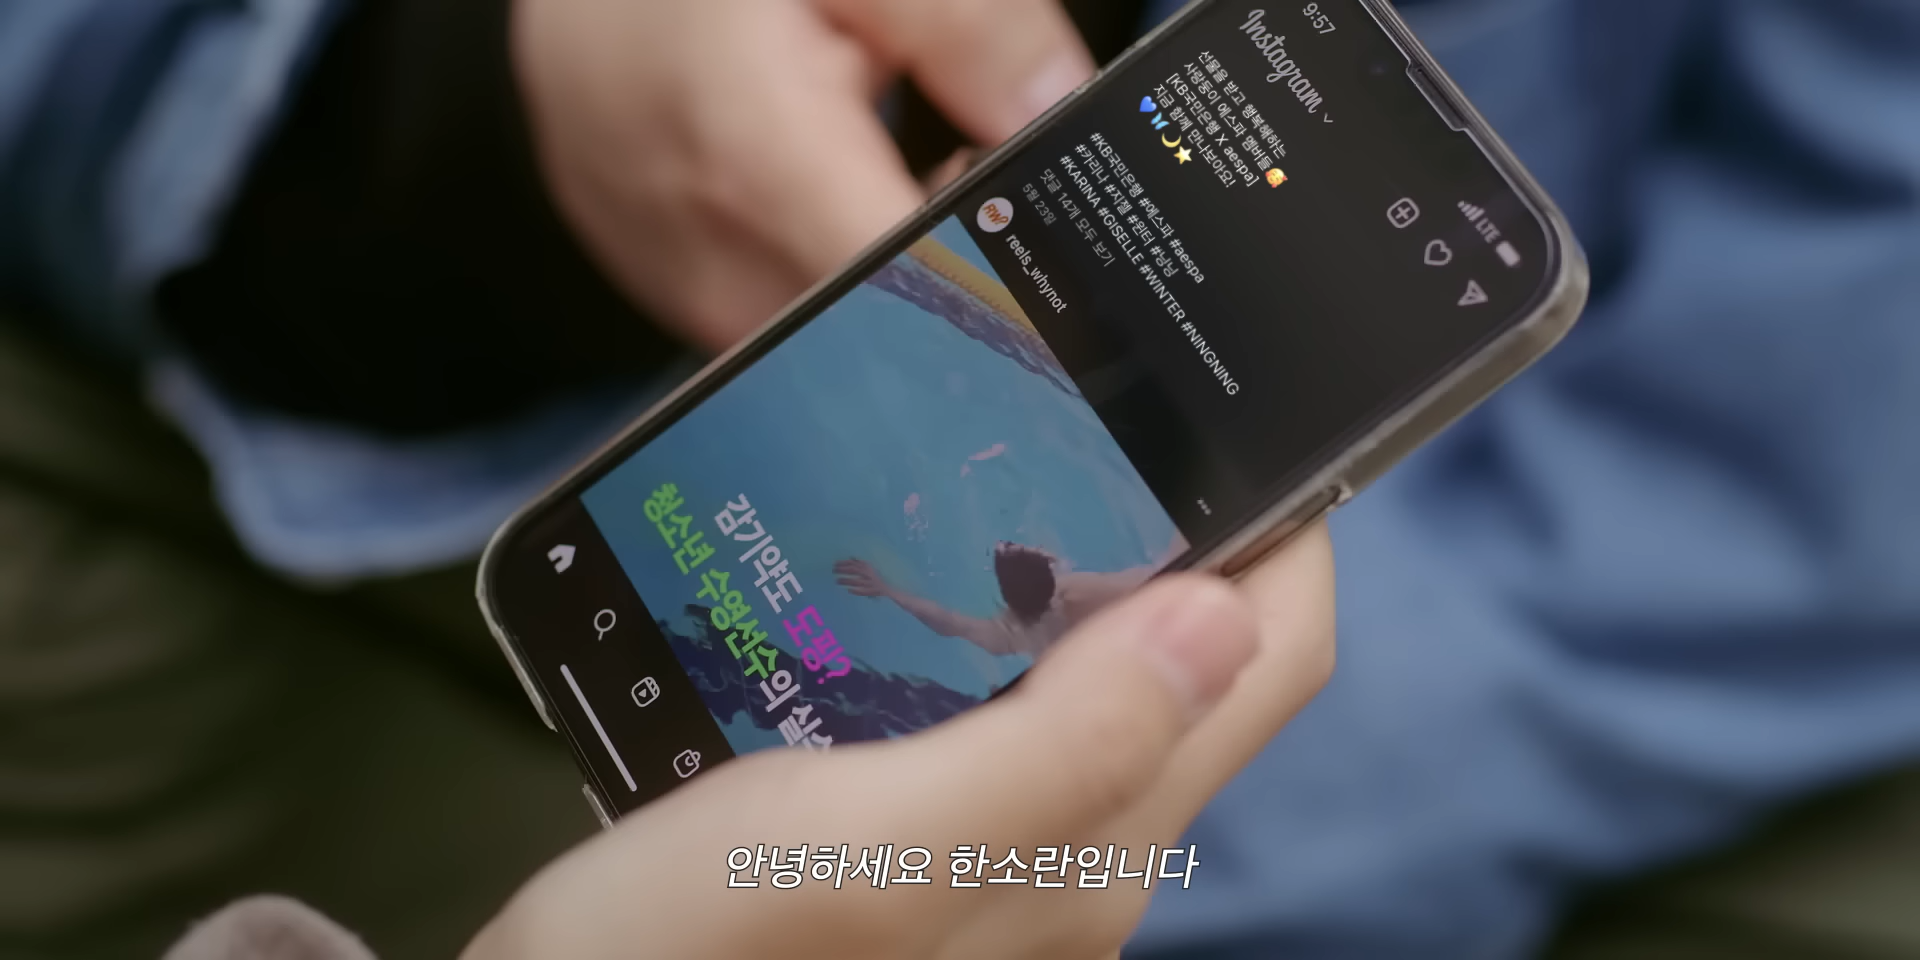 9:57
LTE
Instagram
선물을 받고 행복해하는
사랑둥이 에스파 멤버들🥰
[KB국민은행 X aespa]
지금 함께 만나보아요!
💙🦋🌙⭐
#KB국민은행 #에스파 #aespa
#카리나 #지젤 #윈터 #닝닝
#KARINA #GISELLE #WINTER #NINGNING
댓글 14개 모두 보기
5월 23일
RWN
reels_whynot
감기약도 도핑?
청소년 수영선수의
안녕하세요 한소란입니다